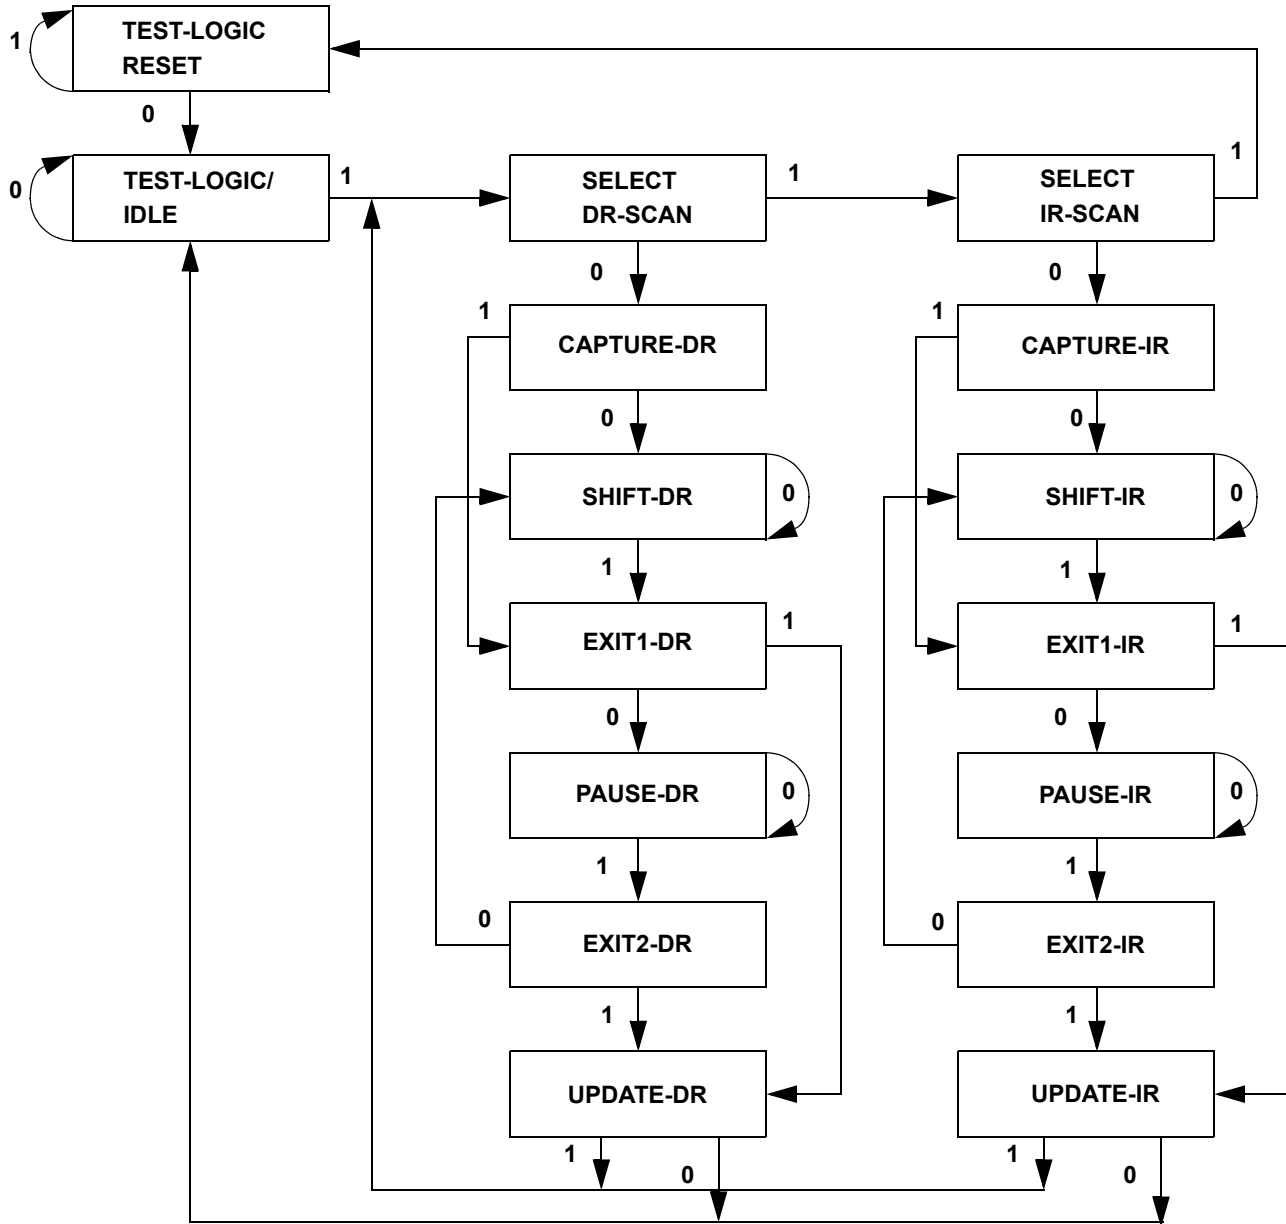 1
TEST-LOGIC
RESET
0
0
TEST-LOGIC/
IDLE
1
SELECT
DR-SCAN
1
SELECT
IR-SCAN
1
0
0
1
CAPTURE-DR
1
CAPTURE-IR
0
0
SHIFT-DR
0
SHIFT-IR
0
1
1
EXIT1-DR
1
EXIT1-IR
1
0
0
PAUSE-DR
0
PAUSE-IR
0
1
1
0
EXIT2-DR
0
EXIT2-IR
1
1
UPDATE-DR
UPDATE-IR
1
0
1
0